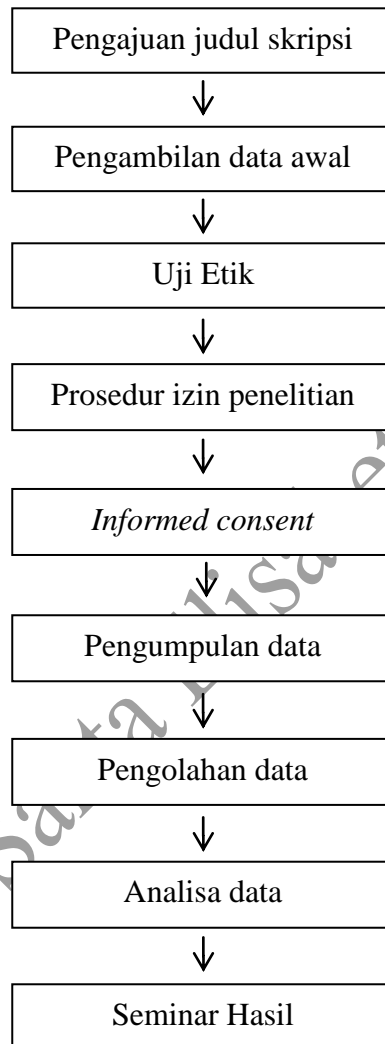 Pengajuan judul skripsi
Pengambilan data awal
Uji Etik
Prosedur izin penelitian
Informed consent
Pengumpulan data
Pengolahan data
Analisa data
Seminar Hasil
Santa